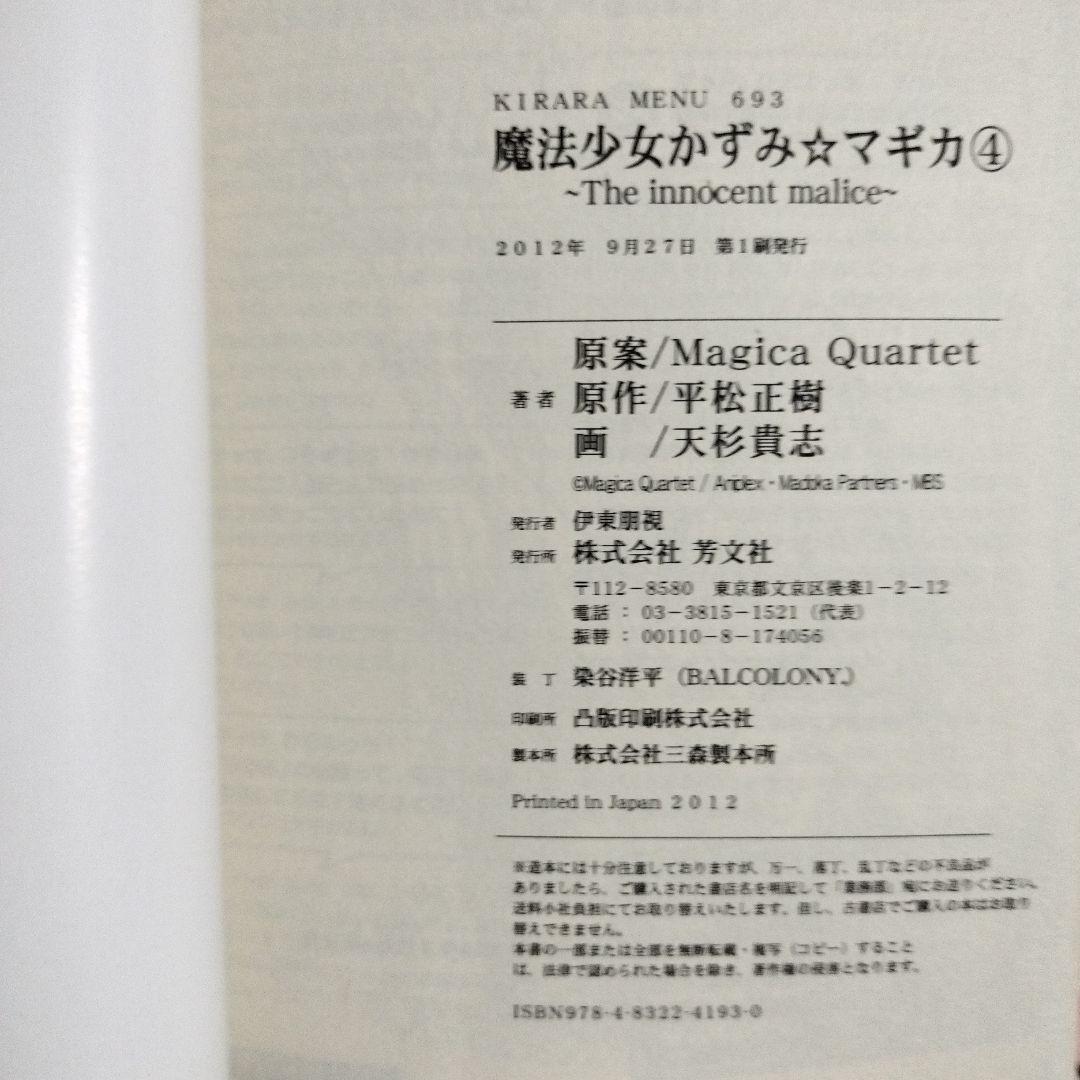 KIRARA MENU 693
魔法少女かずみ☆マギカ④
~The innocent malice~
2012年 9月27日 第1刷発行
原案/Magica Quartet
著者 原作/平松正樹
画 /天杉貴志
©Magica Quartet / Aniplex・Madoka Partners・MBS
発行者 伊東朋視
発行所 株式会社 芳文社
〒112-8580 東京都文京区後楽1-2-12
電話：03-3815-1521（代表）
振替：00110-8-174056
装丁 染谷洋平（BALCOLONY.）
印刷所 凸版印刷株式会社
製本所 株式会社三森製本所
Printed in Japan 2012
※造本には十分注意しておりますが、万一、落丁、乱丁などの不良品が
ありましたら、ご購入された書店名を明記して「業務部」宛にお送りください。
送料小社負担にてお取り替えいたします。但し、古書店でご購入の本はお取り
替えできません。
本書の一部または全部を無断転載・複写（コピー）すること
は、法律で認められた場合を除き、著作権の侵害となります。
ISBN978-4-8322-4193-0